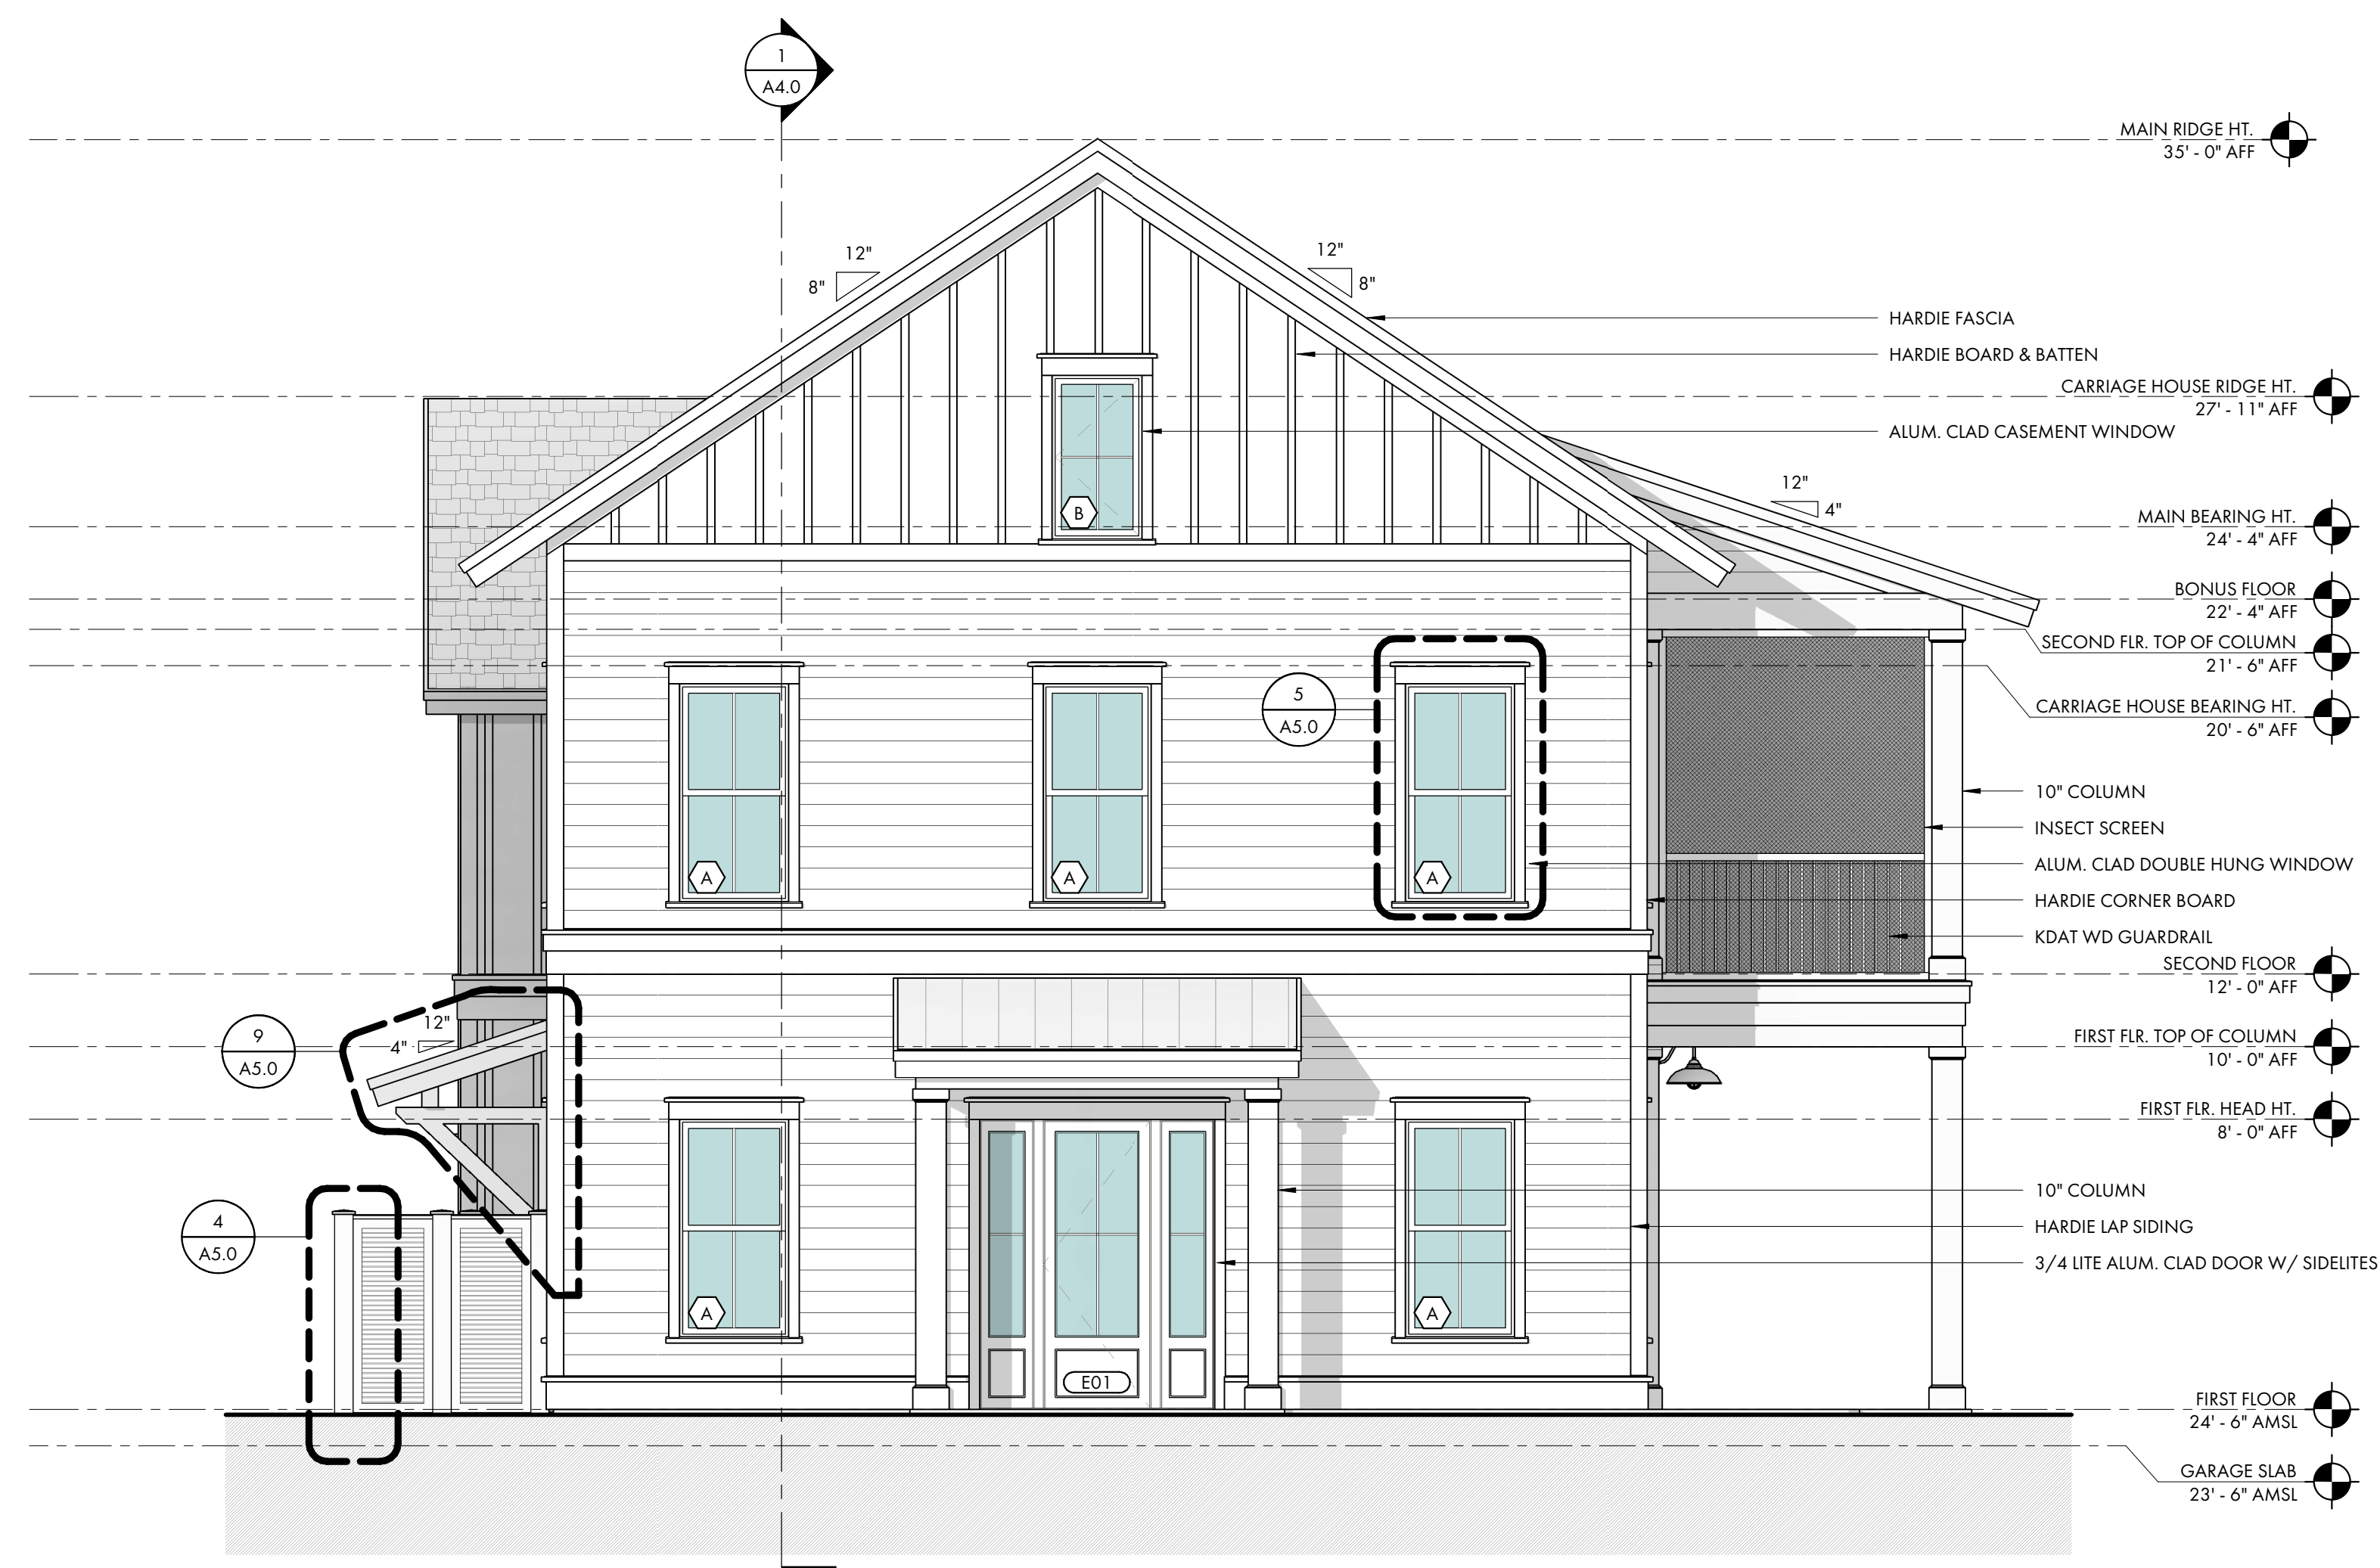 1
A4.0
MAIN RIDGE HT.
35' - 0" AFF
12"
8"
12"
8"
HARDIE FASCIA
HARDIE BOARD & BATTEN
CARRIAGE HOUSE RIDGE HT.
27' - 11" AFF
ALUM. CLAD CASEMENT WINDOW
12"
4"
B
MAIN BEARING HT.
24' - 4" AFF
BONUS FLOOR
22' - 4" AFF
SECOND FLR. TOP OF COLUMN
21' - 6" AFF
5
A5.0
CARRIAGE HOUSE BEARING HT.
20' - 6" AFF
10" COLUMN
INSECT SCREEN
ALUM. CLAD DOUBLE HUNG WINDOW
A
A
A
HARDIE CORNER BOARD
KDAT WD GUARDRAIL
SECOND FLOOR
12' - 0" AFF
9
A5.0
12"
4"
FIRST FLR. TOP OF COLUMN
10' - 0" AFF
FIRST FLR. HEAD HT.
8' - 0" AFF
10" COLUMN
4
A5.0
HARDIE LAP SIDING
3/4 LITE ALUM. CLAD DOOR W/ SIDELITES
A
A
E01
FIRST FLOOR
24' - 6" AMSL
GARAGE SLAB
23' - 6" AMSL